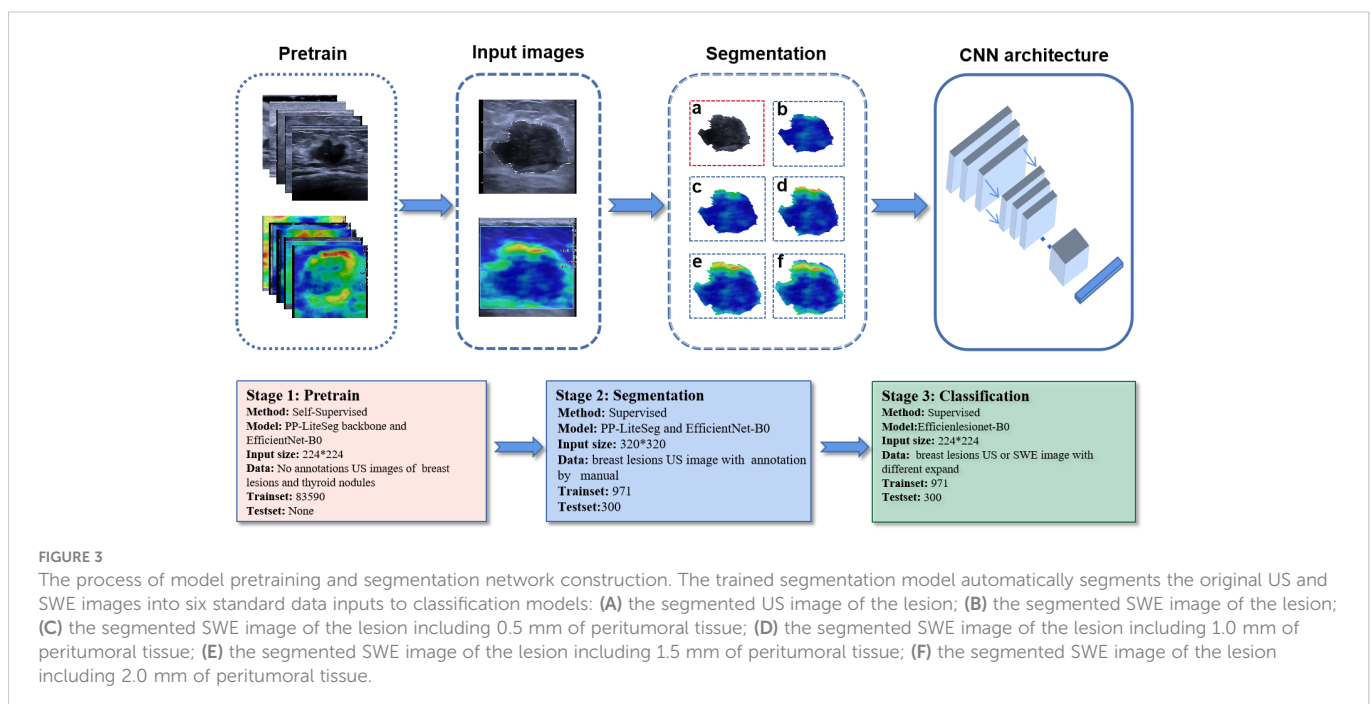 Pretrain
Input images
Segmentation
CNN architecture
a
b
c
d
e
f
Stage 1: Pretrain
Method: Self-Supervised
Model: PP-LiteSeg backbone and
EfficientNet-B0
Input size: 224*224
Data: No annotations US images of breast
lesions and thyroid nodules
Trainset: 83590
Testset: None
Stage 2: Segmentation
Method: Supervised
Model: PP-LiteSeg and EfficientNet-B0
Input size: 320*320
Data: breast lesions US image with annotation
by manual
Trainset: 971
Testset:300
Stage 3: Classification
Method: Supervised
Model:Efficienlesionet-B0
Input size: 224*224
Data: breast lesions US or SWE image with
different expand
Trainset: 971
Testset: 300
FIGURE 3
The process of model pretraining and segmentation network construction. The trained segmentation model automatically segments the original US and
SWE images into six standard data inputs to classification models: (A) the segmented US image of the lesion; (B) the segmented SWE image of the lesion;
(C) the segmented SWE image of the lesion including 0.5 mm of peritumoral tissue; (D) the segmented SWE image of the lesion including 1.0 mm of
peritumoral tissue; (E) the segmented SWE image of the lesion including 1.5 mm of peritumoral tissue; (F) the segmented SWE image of the lesion
including 2.0 mm of peritumoral tissue.